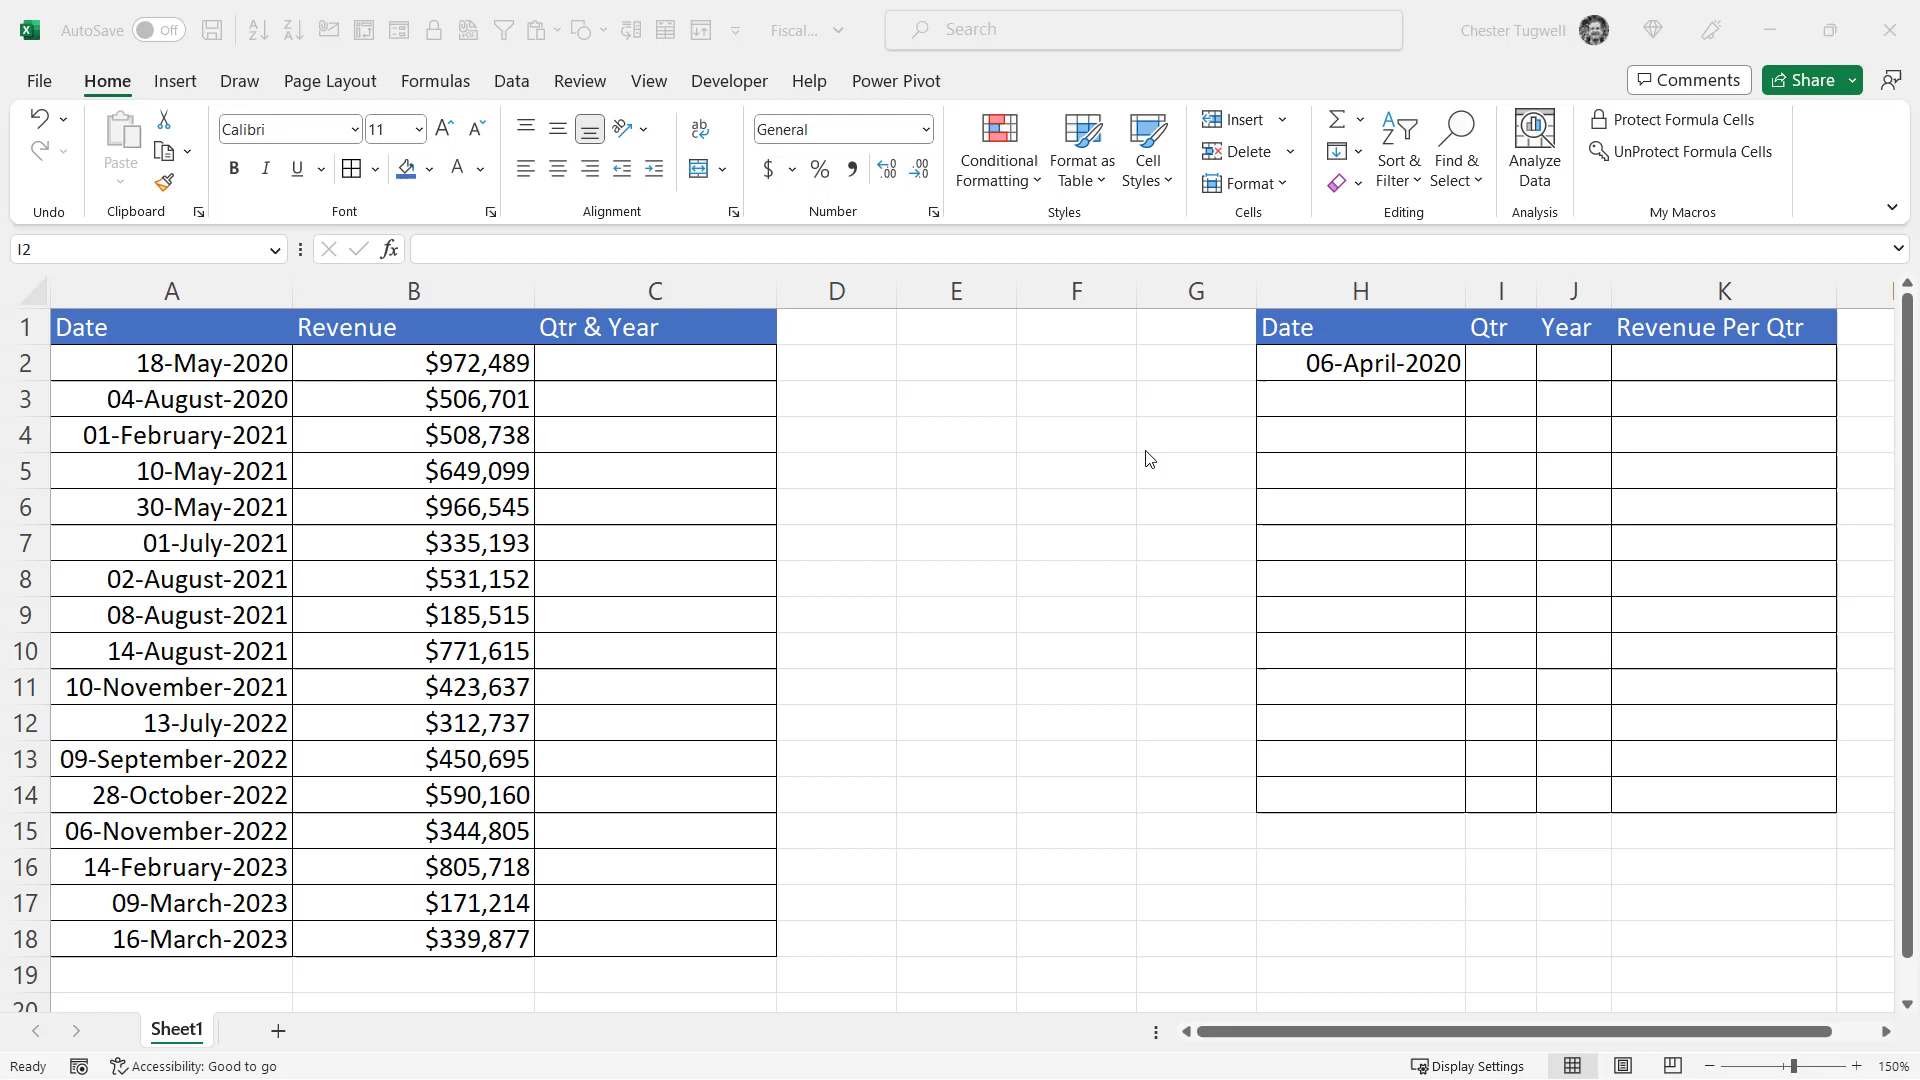 AutoSave Off Fiscal... Search Chester Tugwell
File Home Insert Draw Page Layout Formulas Data Review View Developer Help Power Pivot Comments Share
Calibri 11 General Insert Protect Formula Cells
Paste Conditional Formatting Format as Table Cell Styles Delete Sort & Filter Find & Select Analyze Data UnProtect Formula Cells
B I U A $ % Format
Undo Clipboard Font Alignment Number Styles Cells Editing Analysis My Macros
I2 fx
A B C D E F G H I J K
1 Date Revenue Qtr & Year Date Qtr Year Revenue Per Qtr
2 18-May-2020 $972,489 06-April-2020
3 04-August-2020 $506,701
4 01-February-2021 $508,738
5 10-May-2021 $649,099
6 30-May-2021 $966,545
7 01-July-2021 $335,193
8 02-August-2021 $531,152
9 08-August-2021 $185,515
10 14-August-2021 $771,615
11 10-November-2021 $423,637
12 13-July-2022 $312,737
13 09-September-2022 $450,695
14 28-October-2022 $590,160
15 06-November-2022 $344,805
16 14-February-2023 $805,718
17 09-March-2023 $171,214
18 16-March-2023 $339,877
19
20
Sheet1
Ready Accessibility: Good to go Display Settings 150%